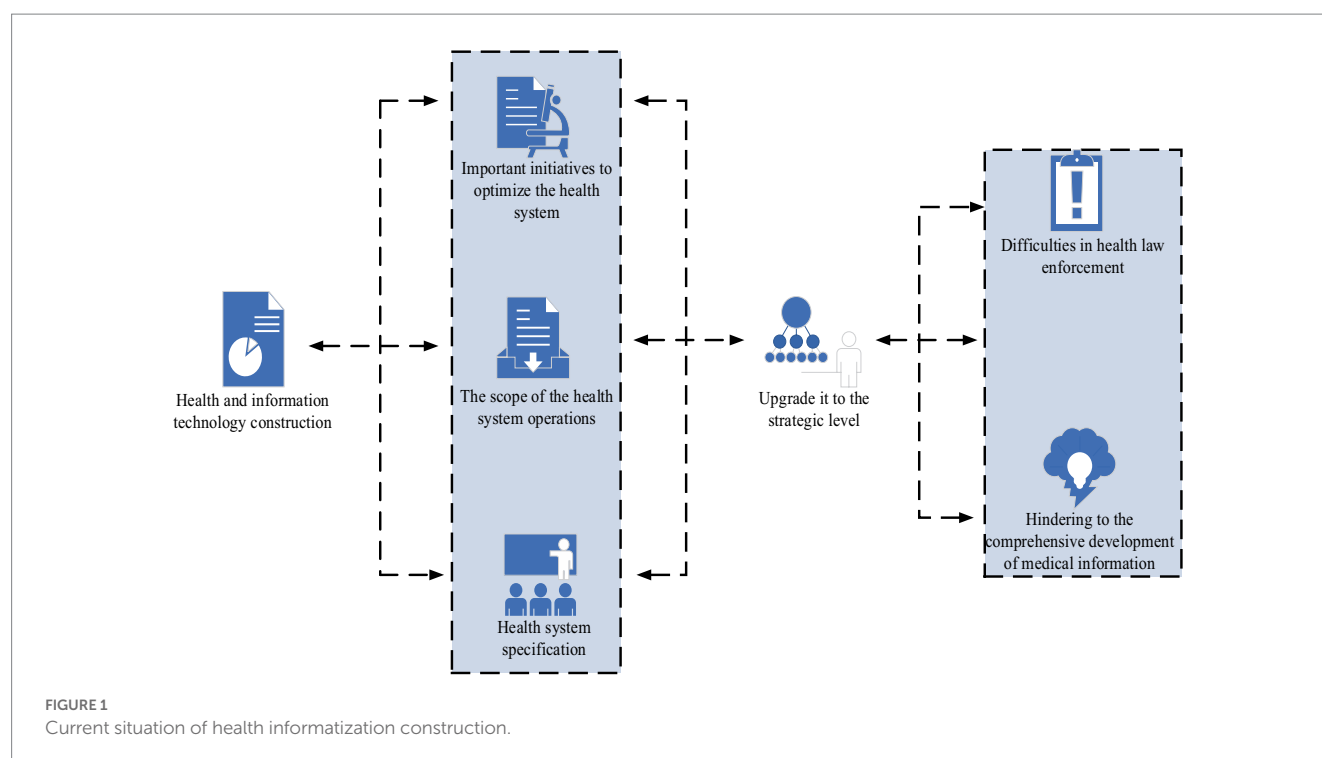 Health and information
technology construction
Important initiatives to
optimize the health
system
The scope of the health
system operations
Health system
specification
Upgrade it to the
strategic level
Difficulties in health law
enforcement
Hindering to the
comprehensive development
of medical information
FIGURE 1
Current situation of health informatization construction.